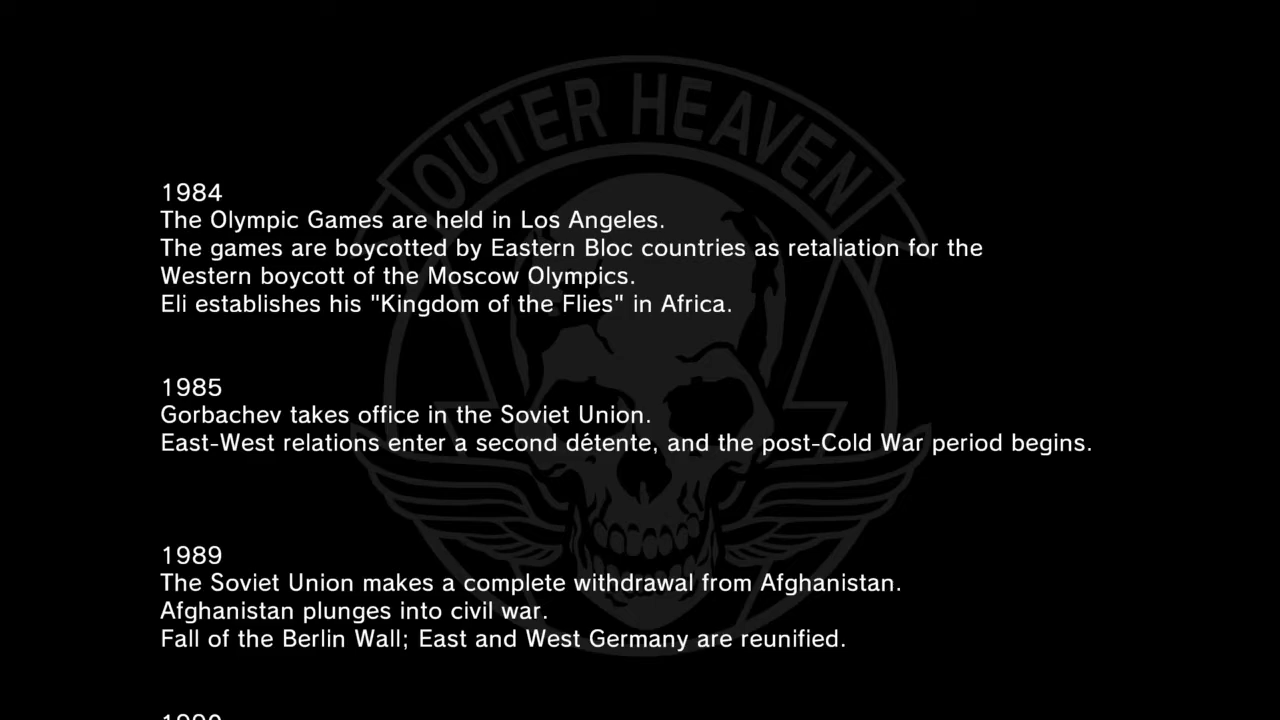 OUTER HEAVEN
1984
The Olympic Games are held in Los Angeles.
The games are boycotted by Eastern Bloc countries as retaliation for the
Western boycott of the Moscow Olympics.
Eli establishes his "Kingdom of the Flies" in Africa.
1985
Gorbachev takes office in the Soviet Union.
East-West relations enter a second détente, and the post-Cold War period begins.
1989
The Soviet Union makes a complete withdrawal from Afghanistan.
Afghanistan plunges into civil war.
Fall of the Berlin Wall; East and West Germany are reunified.